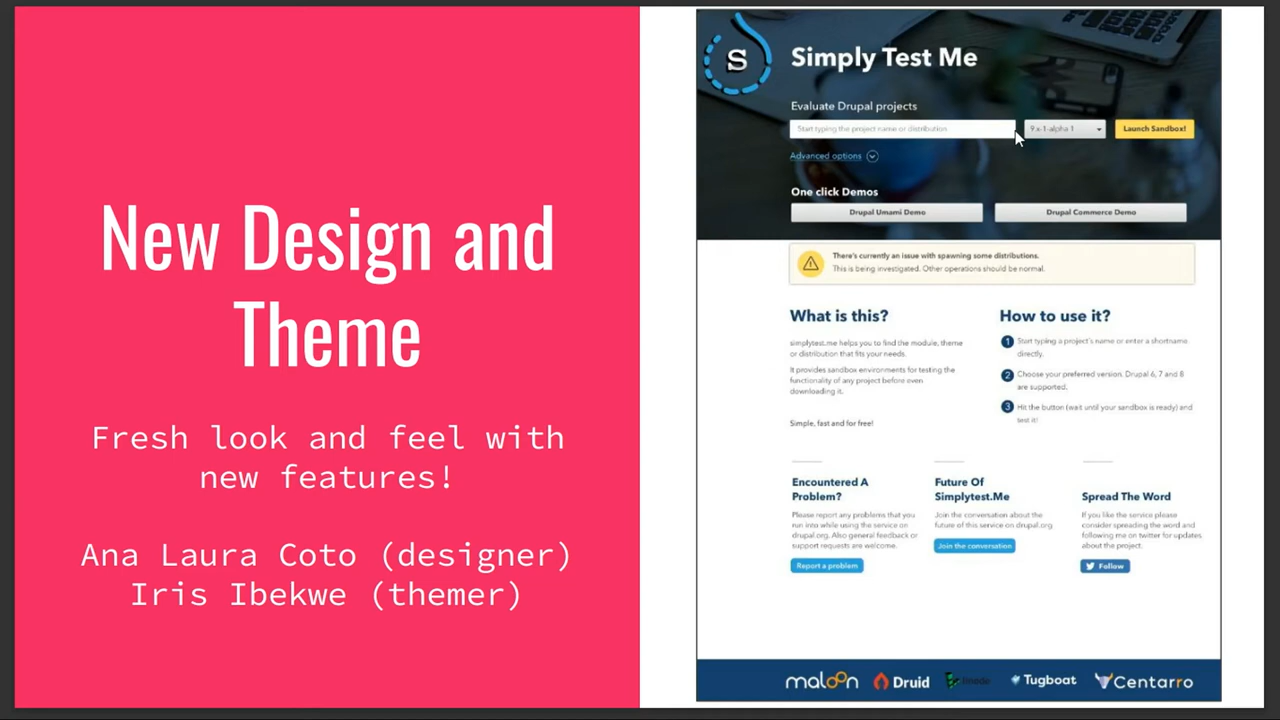 New Design and
Theme
Fresh look and feel with
new features!
Ana Laura Coto (designer)
Iris Ibekwe (themer)
S
Simply Test Me
Evaluate Drupal projects
Start typing the project name or distribution
9.x-1-alpha 1
Launch Sandbox!
Advanced options
One click Demos
Drupal Umami Demo
Drupal Commerce Demo
There's currently an issue with spawning some distributions.
This is being investigated. Other operations should be normal.
What is this?
simplytest.me helps you to find the module, theme
or distribution that fits your needs.
It provides sandbox environments for testing the
functionality of any project before even
downloading it.
Simple, fast and for free!
How to use it?
1 Start typing a project's name or enter a shortname
directly.
2 Choose your preferred version. Drupal 6, 7 and 8
are supported.
3 Hit the button (wait until your sandbox is ready) and
test it!
Encountered A
Problem?
Please report any problems that you
run into while using the service on
drupal.org. Also general feedback or
support requests are welcome.
Report a problem
Future Of
Simplytest.Me
Join the conversation about the
future of this service on drupal.org
Join the conversation
Spread The Word
If you like the service please
consider spreading the word and
following me on twitter for updates
about the project.
Follow
maloon Druid linode Tugboat Centarro